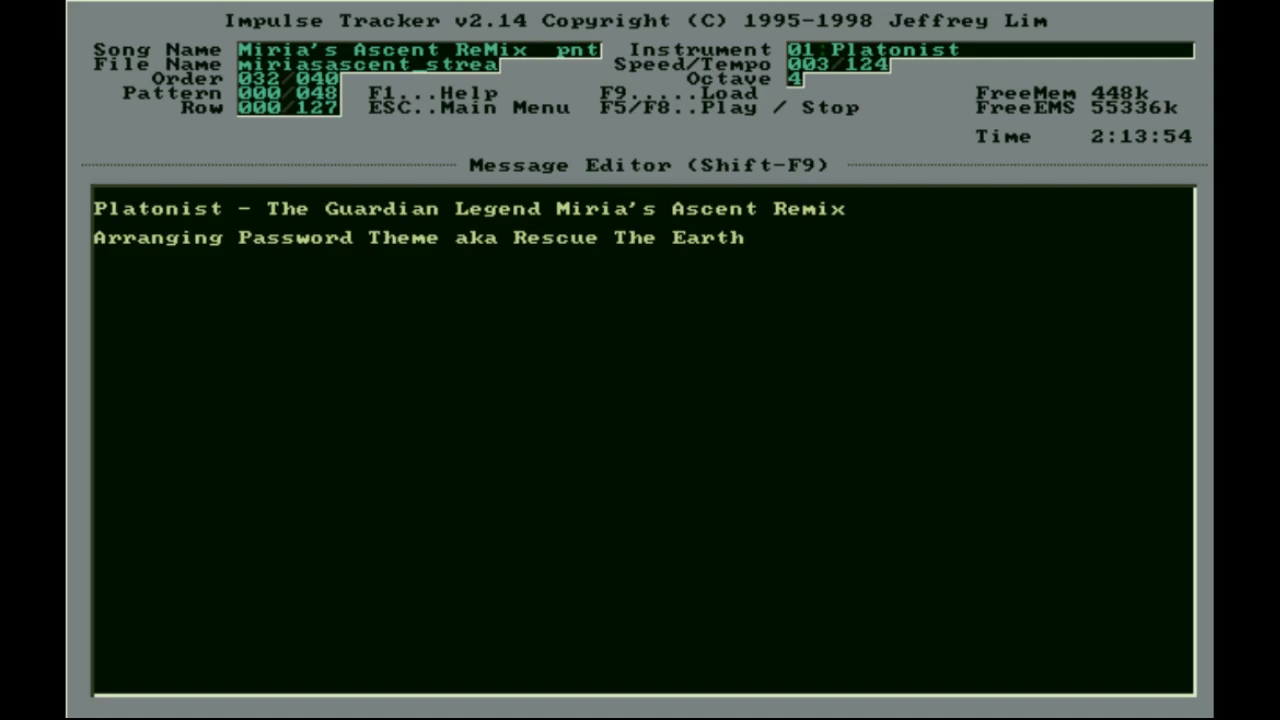 Impulse Tracker v2.14 Copyright (C) 1995-1998 Jeffrey Lim
Song Name Miria's Ascent ReMix  pnt Instrument 01 Platonist
File Name miriasascent_strea Speed/Tempo 003/124
Order 032/040 Octave 4
Pattern 000/048 F1...Help F9.....Load FreeMem 448k
Row 000/127 ESC..Main Menu F5/F8..Play / Stop FreeEMS 55336k
Time 2:13:54
Message Editor (Shift-F9)
Platonist - The Guardian Legend Miria's Ascent Remix
Arranging Password Theme aka Rescue The Earth